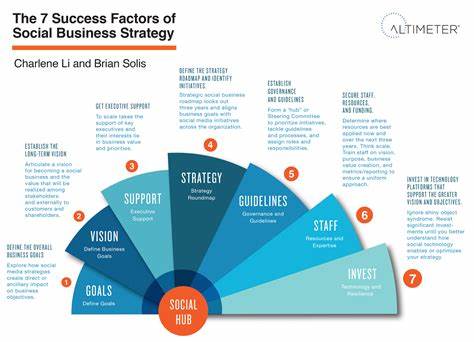 The 7 Success Factors of
Social Business Strategy
Charlene Li and Brian Solis
ALTIMETER®
DEFINE THE OVERALL
BUSINESS GOALS
Explore how social
media strategies
create direct or
ancillary impact on
business objectives.
1
GOALS
Define Goals
ESTABLISH THE
LONG-TERM VISION
Articulate a vision
for becoming a social
business and the
value that will be
realized among
stakeholders
and externally to
customers and
shareholders.
2
VISION
Define Business Goals
GET EXECUTIVE SUPPORT
To scale takes the
support of key
executives and
their interests lie
in business value
and priorities.
3
SUPPORT
Executive Support
DEFINE THE STRATEGY
ROADMAP AND IDENTIFY
INITIATIVES.
Strategic social business
roadmap looks out
three years and aligns
business goals with
social media initiatives
across the organization.
4
STRATEGY
Strategy
Roadmap
ESTABLISH
GOVERNANCE
AND GUIDELINES
Form a "hub" or
Steering Committee
to prioritize initiatives,
tackle guidelines
and processes, and
assign roles and
responsibilities.
5
GUIDELINES
Governance and
Guidelines
SECURE STAFF,
RESOURCES,
AND FUNDING.
Determine where
resources are best
applied now and
over the next three
years. Think scale.
Train staff on vision,
purpose, business
value creation, and
metrics/reporting to
ensure a uniform
approach.
6
STAFF
Resources and
Expertise
INVEST IN TECHNOLOGY
PLATFORMS THAT
SUPPORT THE GREATER
VISION AND OBJECTIVES.
Ignore shiny object
syndrome. Resist
significant invest-
ments until you better
understand how
social technology
enables or optimizes
your strategy.
7
INVEST
Technology and
Resilience
SOCIAL
HUB